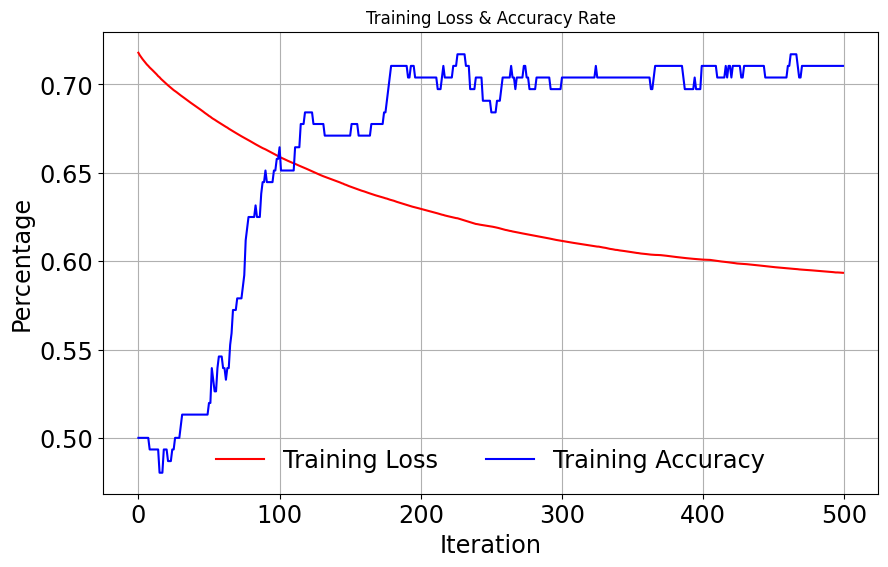 Training Loss & Accuracy Rate
Percentage
0.70
0.65
0.60
0.55
0.50
Training Loss
Training Accuracy
0 100 200 300 400 500
Iteration